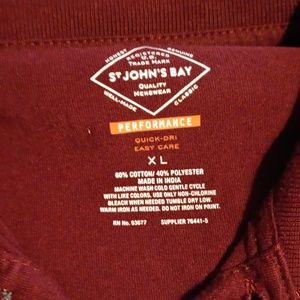 HONEST
GENUINE
REGISTERED
U.S.
TRADE MARK
ST JOHN'S BAY
QUALITY
MENSWEAR
WELL-MADE
CLASSIC
PERFORMANCE
QUICK-DRI
EASY CARE
XL
60% COTTON/ 40% POLYESTER
MADE IN INDIA
MACHINE WASH COLD GENTLE CYCLE
WITH LIKE COLORS. USE ONLY NON-CHLORINE
BLEACH WHEN NEEDED TUMBLE DRY LOW.
WARM IRON AS NEEDED. DO NOT IRON ON PRINT.
RN No. 93677 SUPPLIER 76441-5